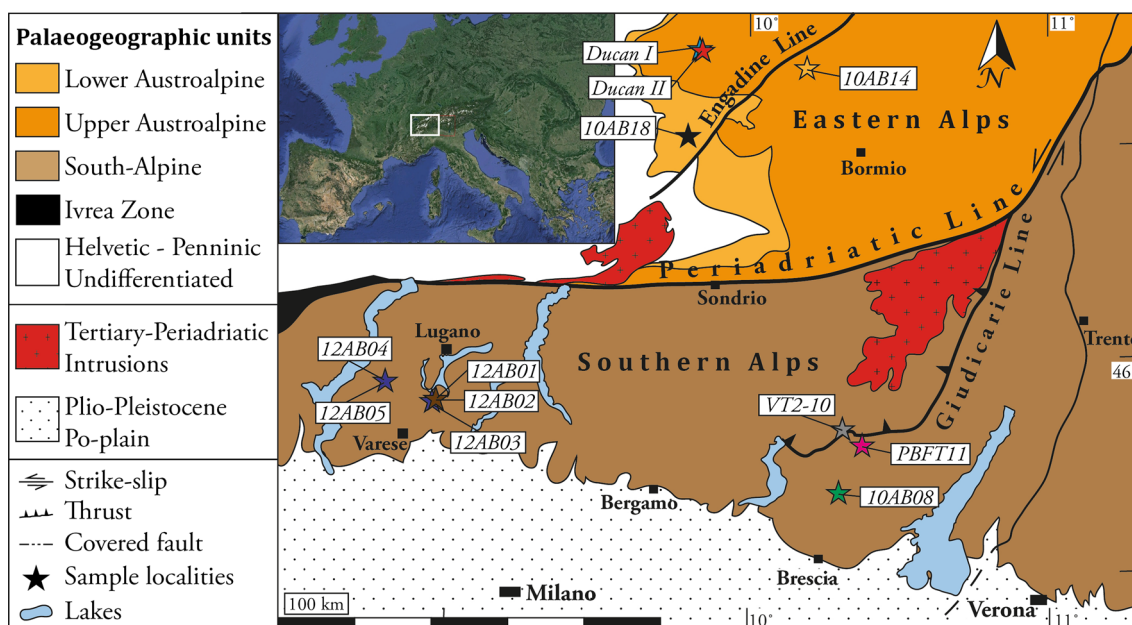 Palaeogeographic units
Lower Austroalpine
Upper Austroalpine
South-Alpine
Ivrea Zone
Helvetic - Penninic
Undifferentiated
Tertiary-Periadriatic
Intrusions
Plio-Pleistocene
Po-plain
Strike-slip
Thrust
Covered fault
Sample localities
Lakes
10°
11°
Ducan I
Ducan II
10AB18
Engadine Line
10AB14
N
Eastern Alps
Bormio
Periadriatic Line
Sondrio
Lugano
12AB04
12AB05
12AB01
12AB02
12AB03
Varese
Southern Alps
Giudicarie Line
Trento
46
VT2-10
PBFT11
10AB08
Bergamo
Brescia
Milano
Verona
100 km
10
11°